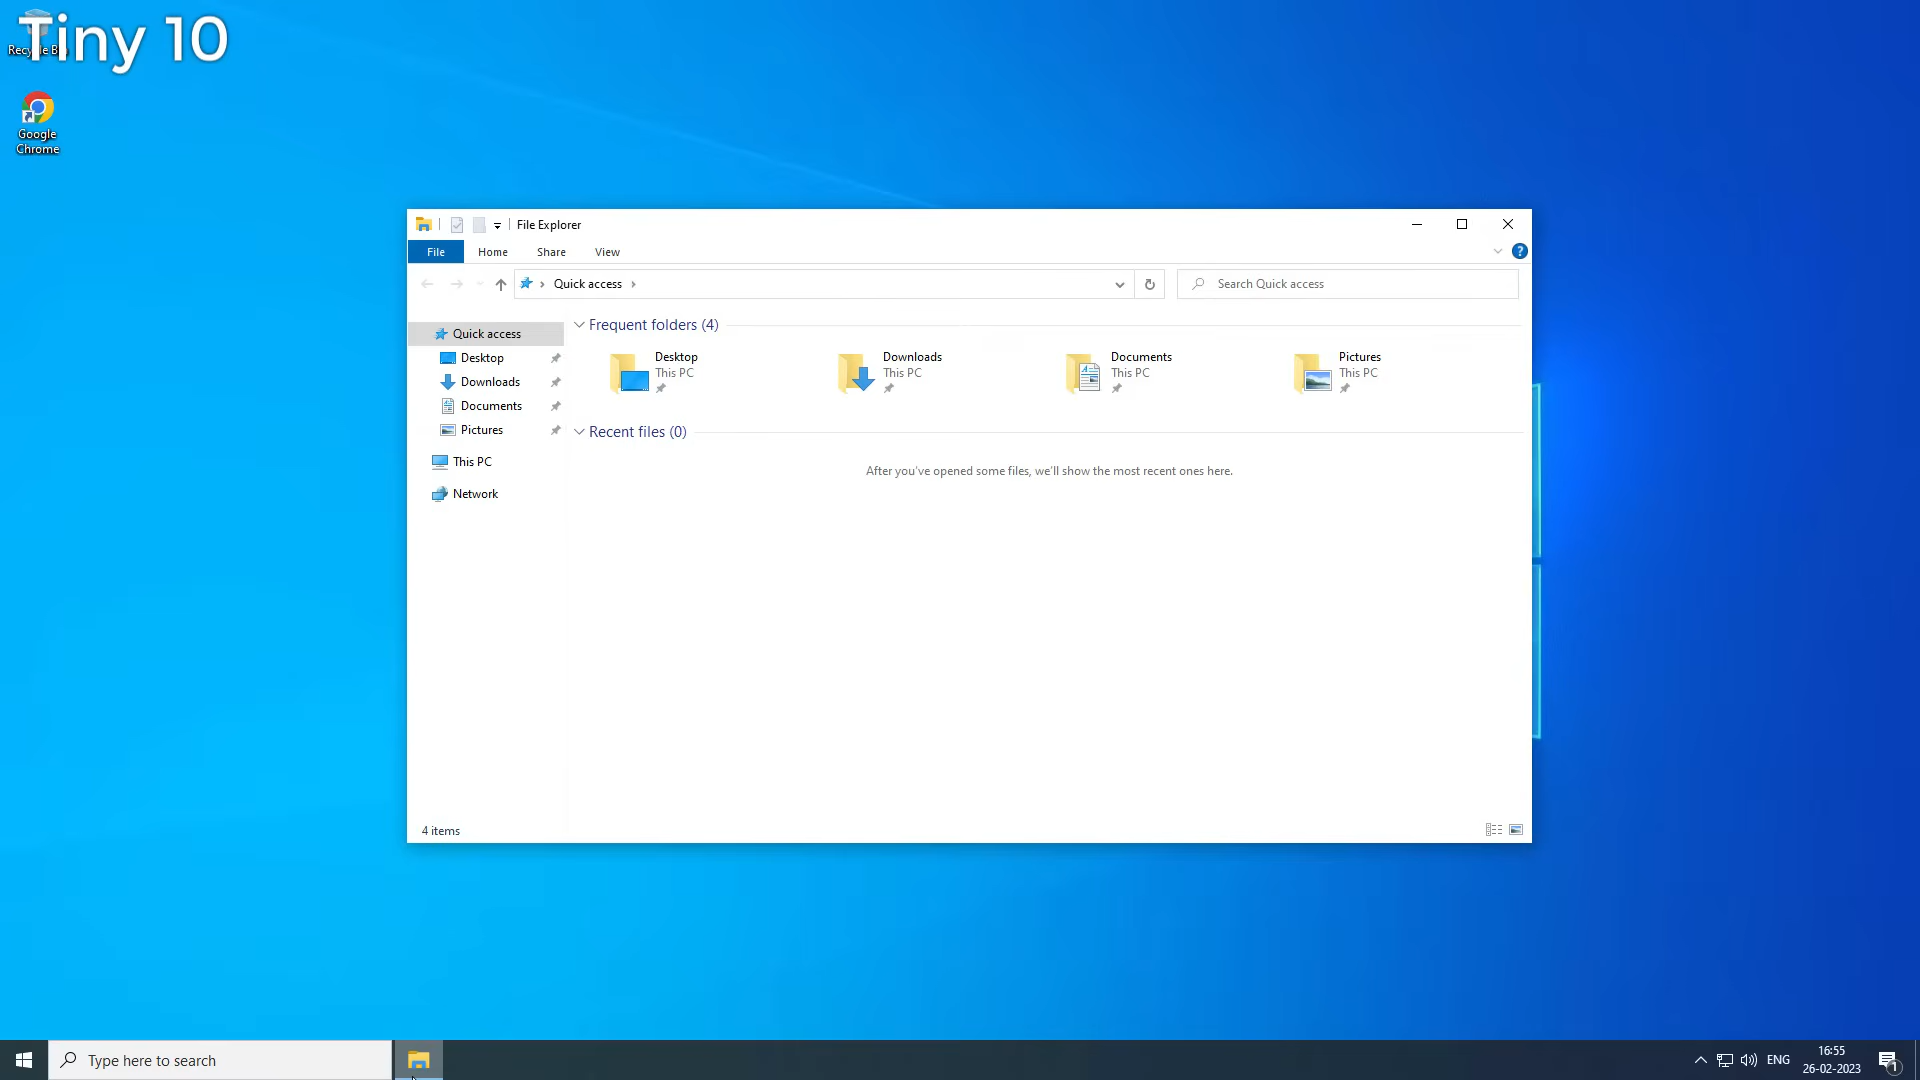 Tiny 10
Recycle Bin
Google
Chrome
File Explorer
File
Home
Share
View
?
Quick access
Search Quick access
Quick access
Desktop
Downloads
Documents
Pictures
This PC
Network
Frequent folders (4)
Desktop
This PC
Downloads
This PC
Documents
This PC
Pictures
This PC
Recent files (0)
After you've opened some files, we'll show the most recent ones here.
4 items
Type here to search
ENG
16:55
26-02-2023
1